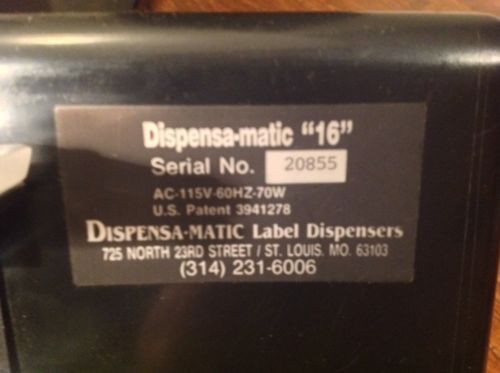 Dispensa-matic "16"
Serial No. 20855
AC-115V-60HZ-70W
U.S. Patent 3941278
DISPENSA-MATIC Label Dispensers
725 NORTH 23RD STREET / ST. LOUIS. MO. 63103
(314) 231-6006